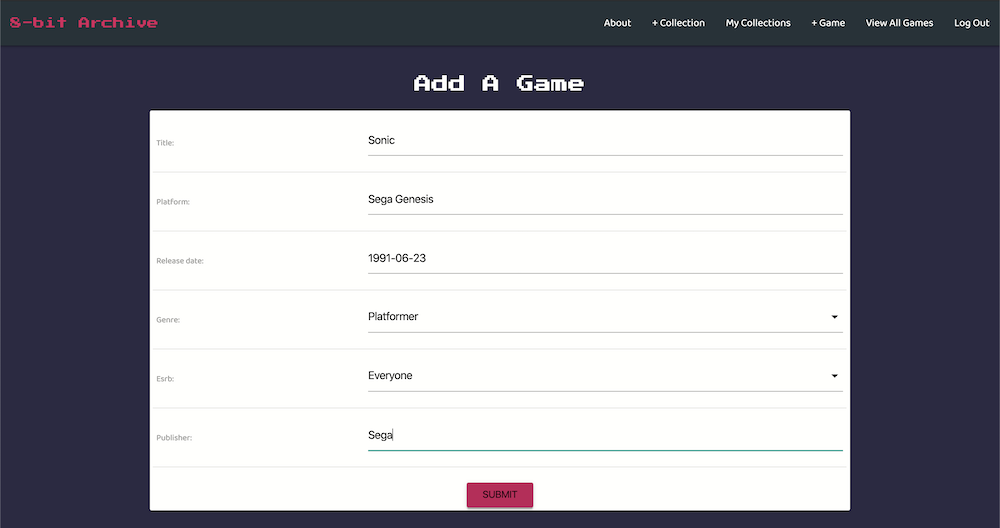 8-bit Archive
About + Collection My Collections + Game View All Games Log Out
Add A Game
Title: Sonic
Platform: Sega Genesis
Release date: 1991-06-23
Genre: Platformer
Esrb: Everyone
Publisher: Sega
SUBMIT